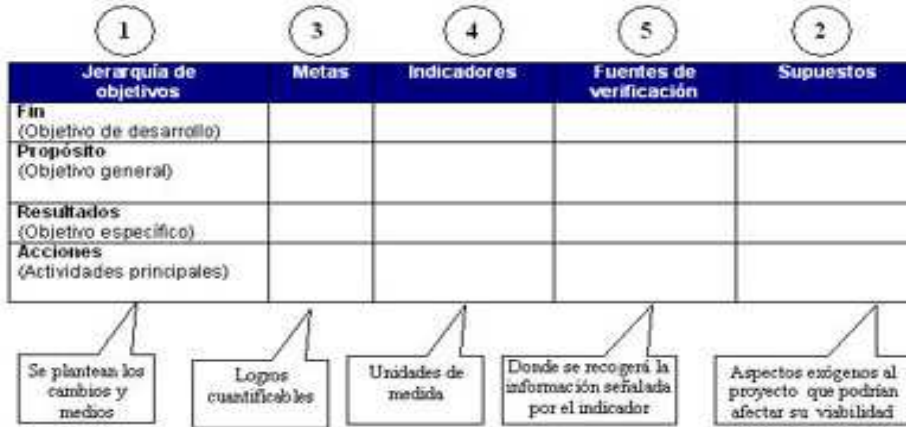 1 3 4 5 2
Jerarquía de objetivos Metas Indicadores Fuentes de verificación Supuestos
Fin
(Objetivo de desarrollo)
Propósito
(Objetivo general)
Resultados
(Objetivo específico)
Acciones
(Actividades principales)
Se plantean los
cambios y
medios
Logros
cuantificables
Unidades de
medida
Donde se recogerá la
información señalada
por el indicador
Aspectos exógenos al
proyecto que podrían
afectar su viabilidad